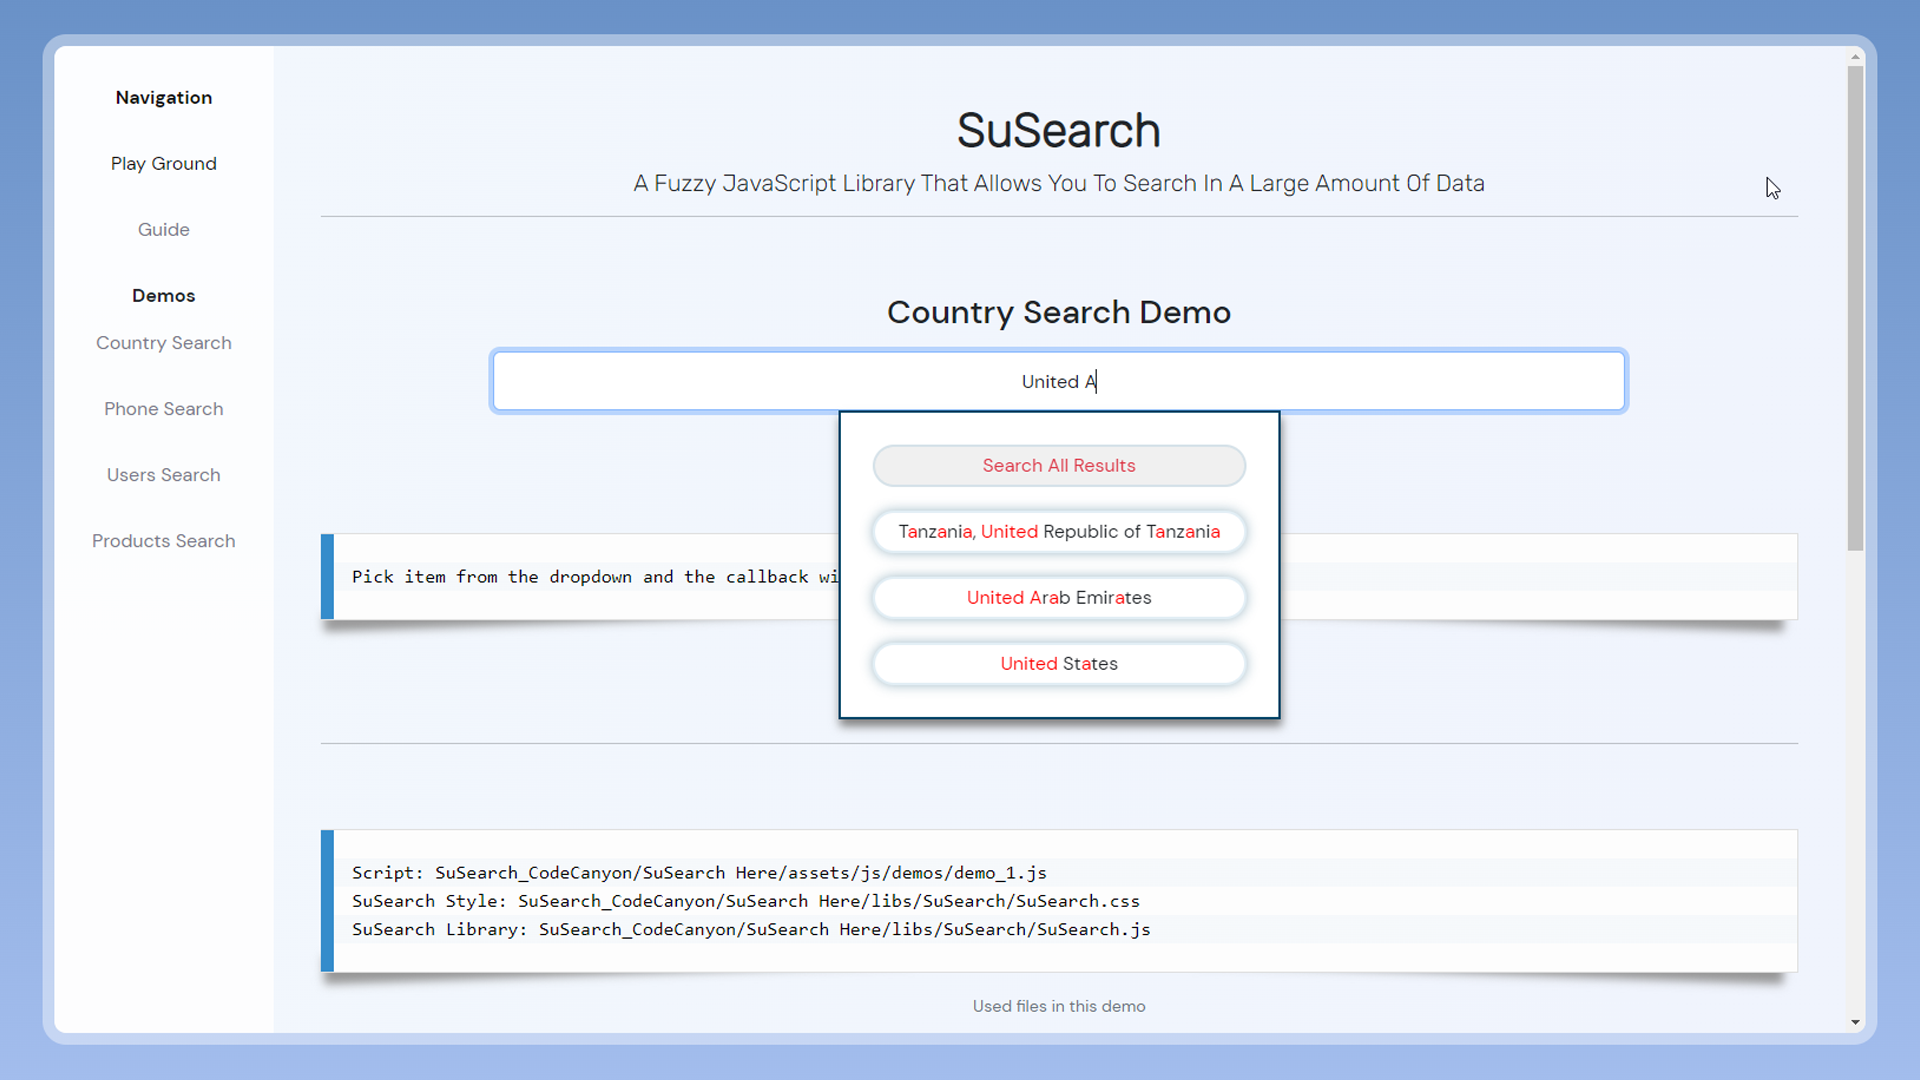 Navigation
Play Ground
Guide
Demos
Country Search
Phone Search
Users Search
Products Search
SuSearch
A Fuzzy JavaScript Library That Allows You To Search In A Large Amount Of Data
Country Search Demo
United A
Search All Results
Tanzania, United Republic of Tanzania
United Arab Emirates
United States
Pick item from the dropdown and the callback wi
Script: SuSearch_CodeCanyon/SuSearch Here/assets/js/demos/demo_1.js
SuSearch Style: SuSearch_CodeCanyon/SuSearch Here/libs/SuSearch/SuSearch.css
SuSearch Library: SuSearch_CodeCanyon/SuSearch Here/libs/SuSearch/SuSearch.js
Used files in this demo